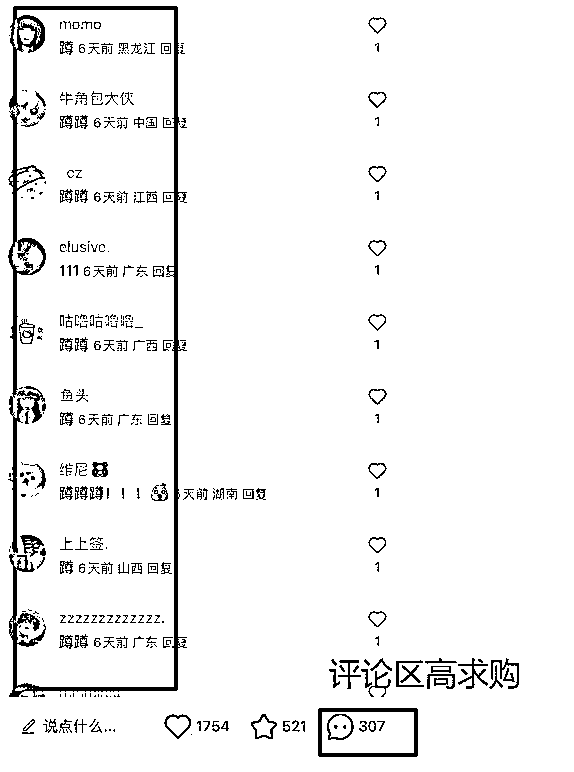 momo
蹲 6天前 黑龙江 回复
1
牛角包大侠
蹲蹲 6天前 中国 回复
1
cz
蹲蹲 6天前 江西 回复
1
elusive.
111 6天前 广东 回复
1
咕噜咕噜噜_
蹲蹲 6天前 广西 回复
1
鱼头
蹲 6天前 广东 回复
1
维尼🐼
蹲蹲蹲！！！ 6天前 湖南 回复
1
上上签.
蹲 6天前 山西 回复
1
zzzzzzzzzzzzz.
蹲蹲 6天前 广东 回复
1
评论区高求购
说点什么... 1754 521 307